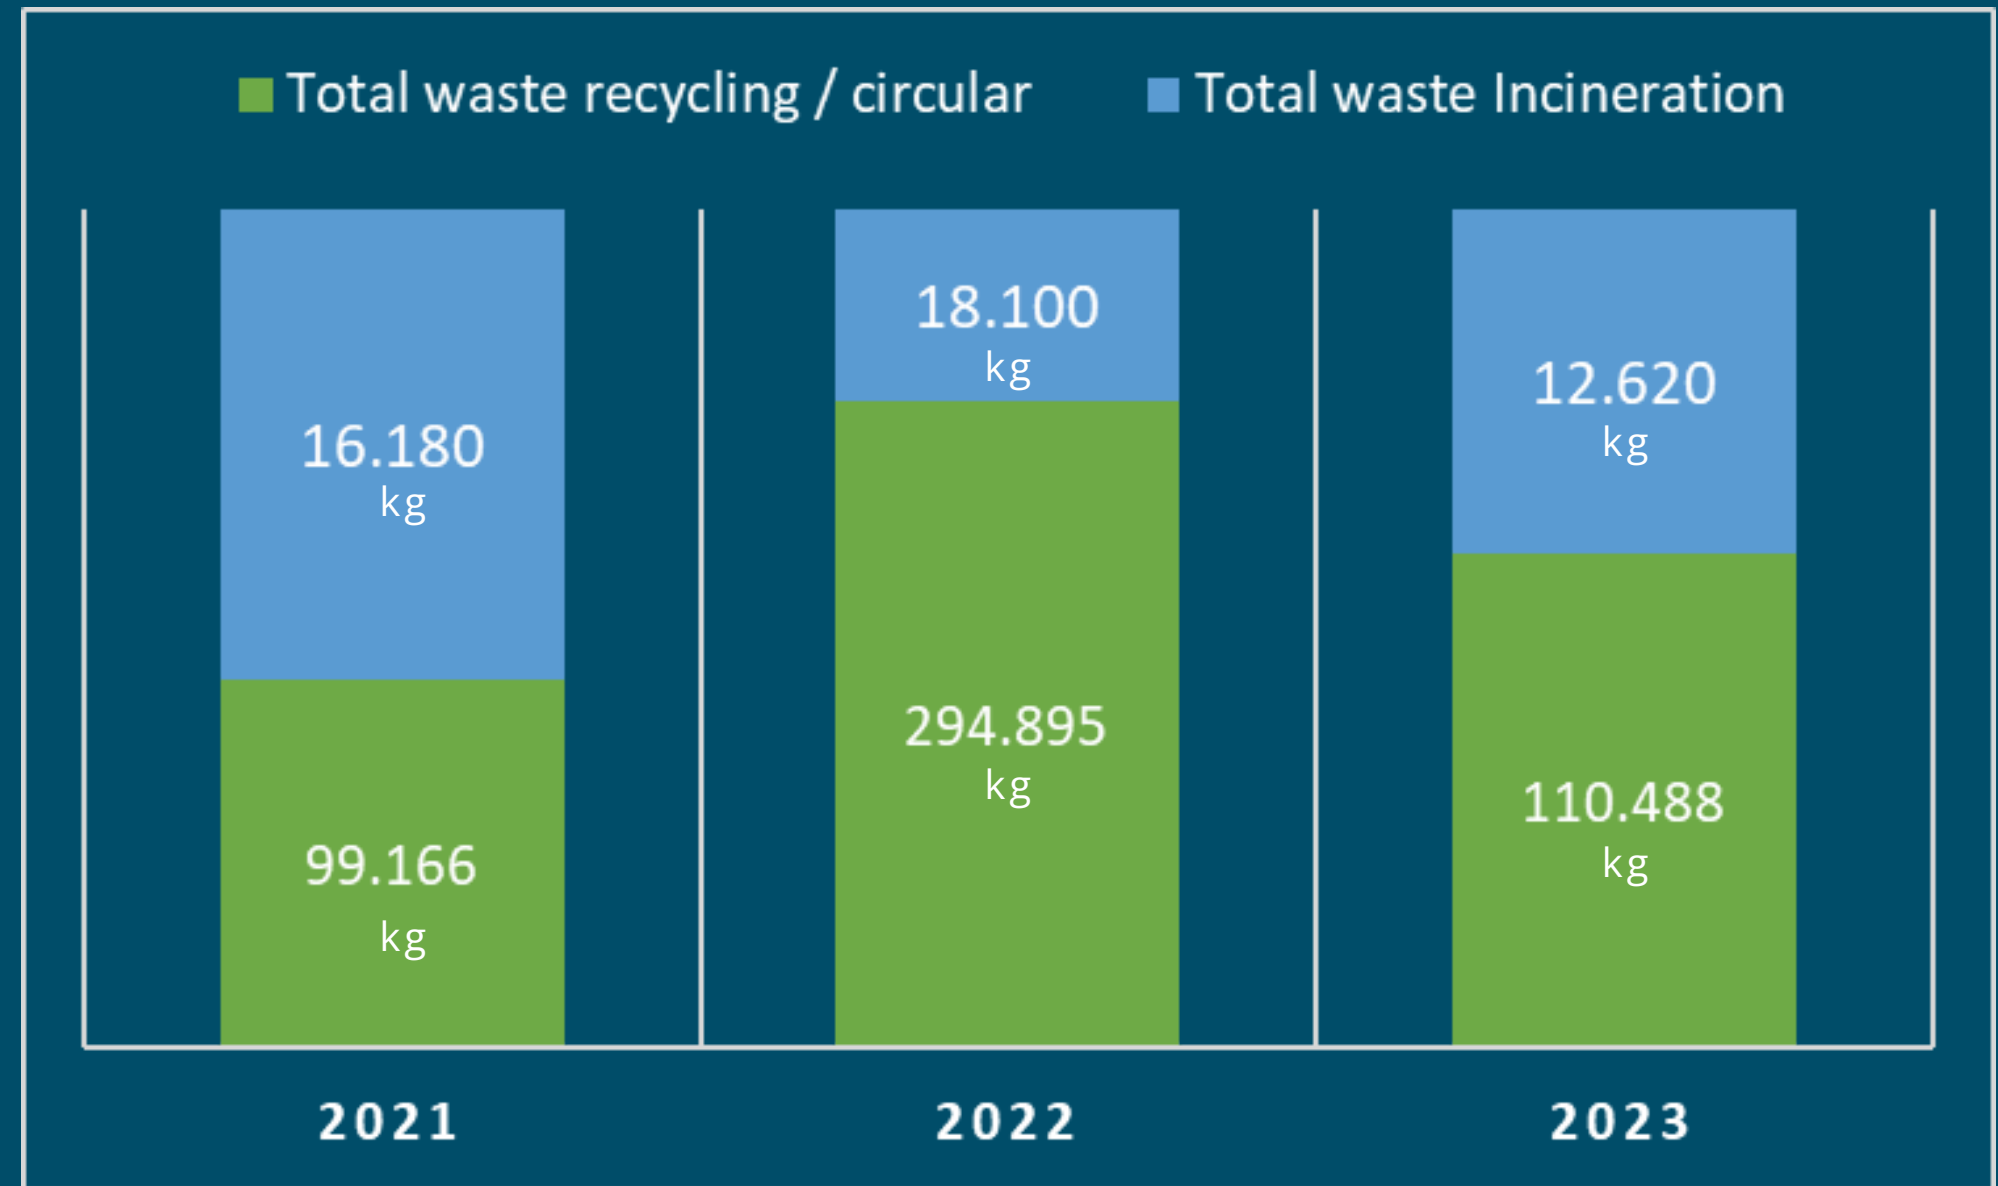 Total waste recycling / circular
Total waste Incineration
16.180
kg
99.166
kg
18.100
kg
294.895
kg
12.620
kg
110.488
kg
2021
2022
2023